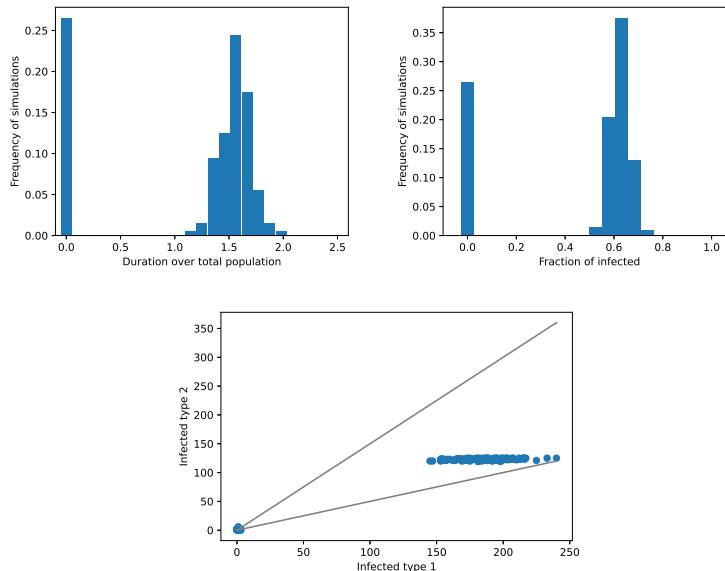 0.25
0.20
0.15
0.10
0.05
0.00
Frequency of simulations
0.0 0.5 1.0 1.5 2.0 2.5
Duration over total population
0.35
0.30
0.25
0.20
0.15
0.10
0.05
0.00
Frequency of simulations
0.0 0.2 0.4 0.6 0.8 1.0
Fraction of infected
350
300
250
200
150
100
50
0
Infected type 2
0 50 100 150 200 250
Infected type 1